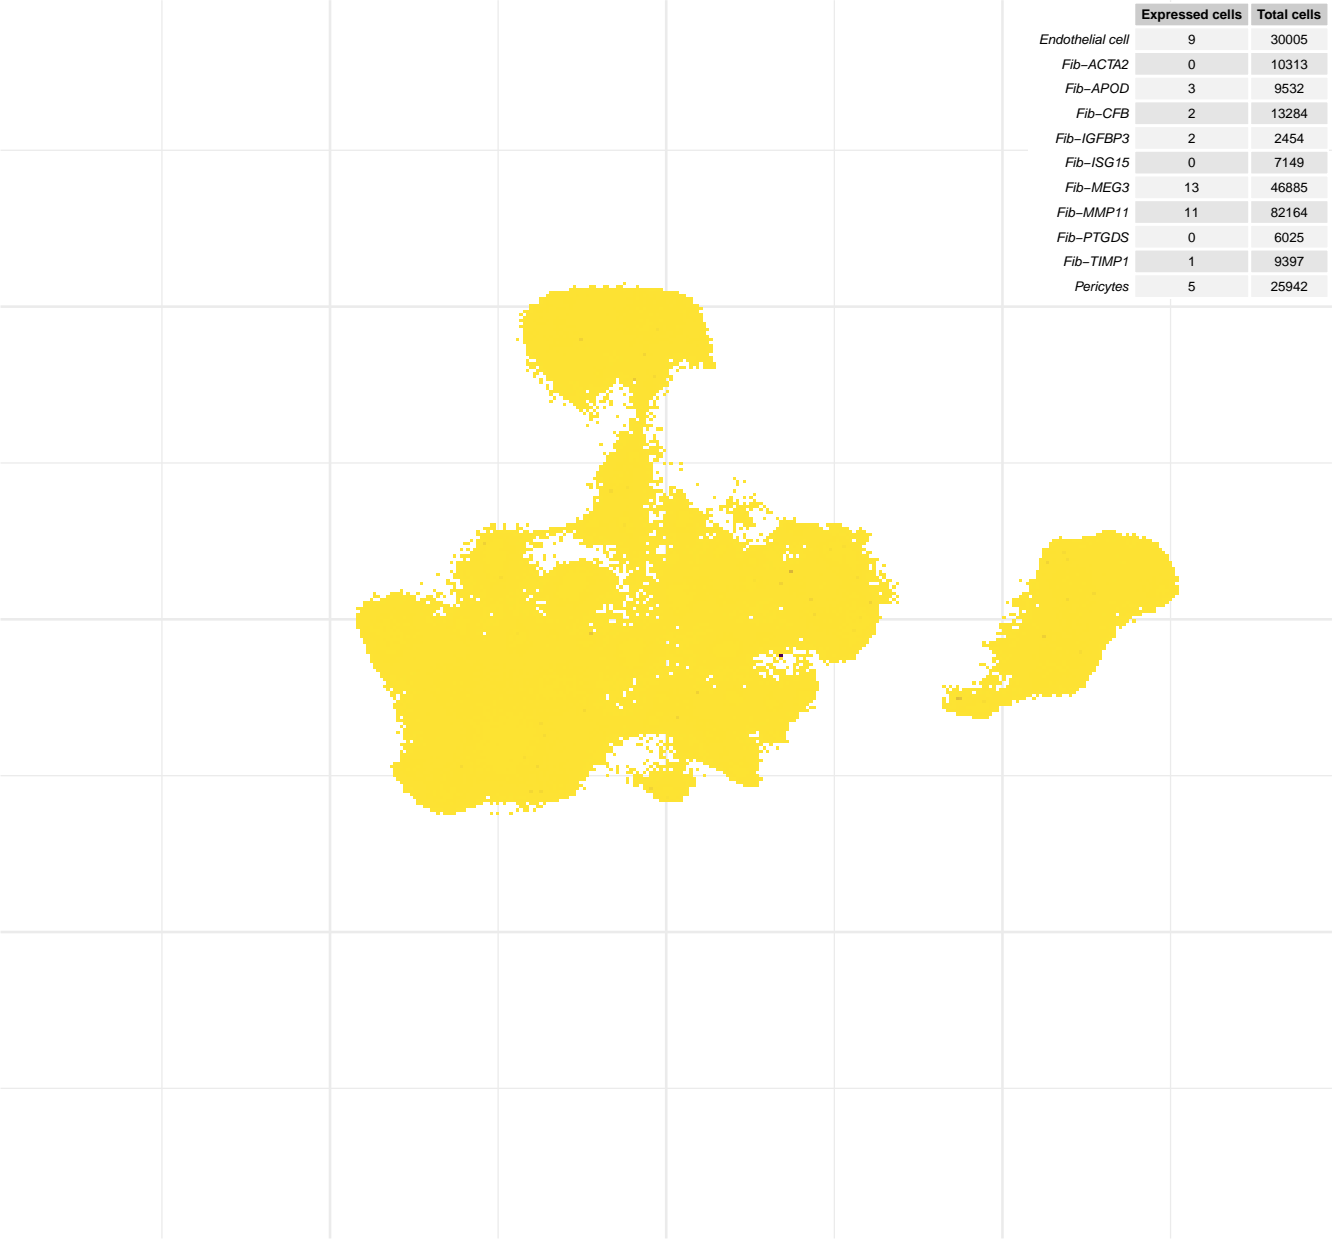 Expressed cells Total cells
Endothelial cell 9 30005
Fib−ACTA2 0 10313
Fib−APOD 3 9532
Fib−CFB 2 13284
Fib−IGFBP3 2 2454
Fib−ISG15 0 7149
Fib−MEG3 13 46885
Fib−MMP11 11 82164
Fib−PTGDS 0 6025
Fib−TIMP1 1 9397
Pericytes 5 25942